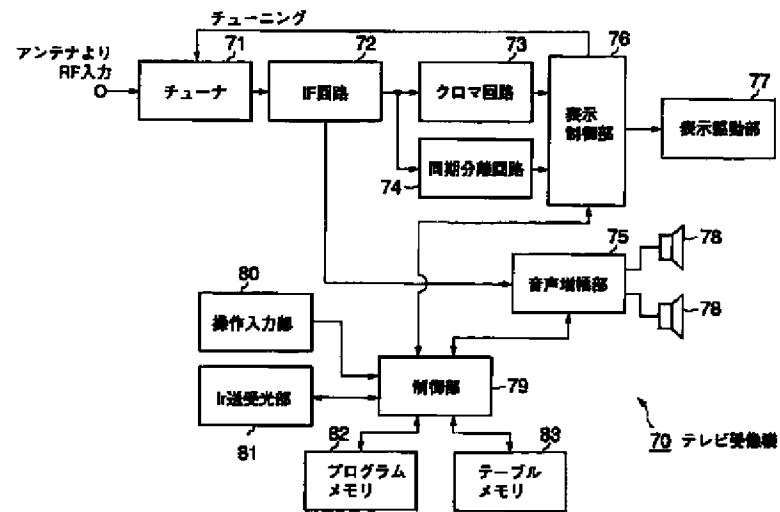 チューニング
アンテナより
RF入力
71
チューナ
72
IF回路
73
クロマ回路
74
同期分離回路
76
表示
制御部
77
表示駆動部
75
音声増幅部
78
78
80
操作入力部
Ir送受光部
81
制御部
79
82
プログラム
メモリ
83
テーブル
メモリ
70 テレビ受像機